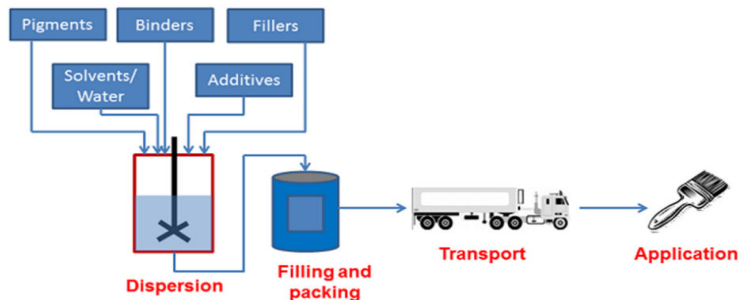 Pigments
Binders
Fillers
Solvents/
Water
Additives
Dispersion
Filling and
packing
Transport
Application